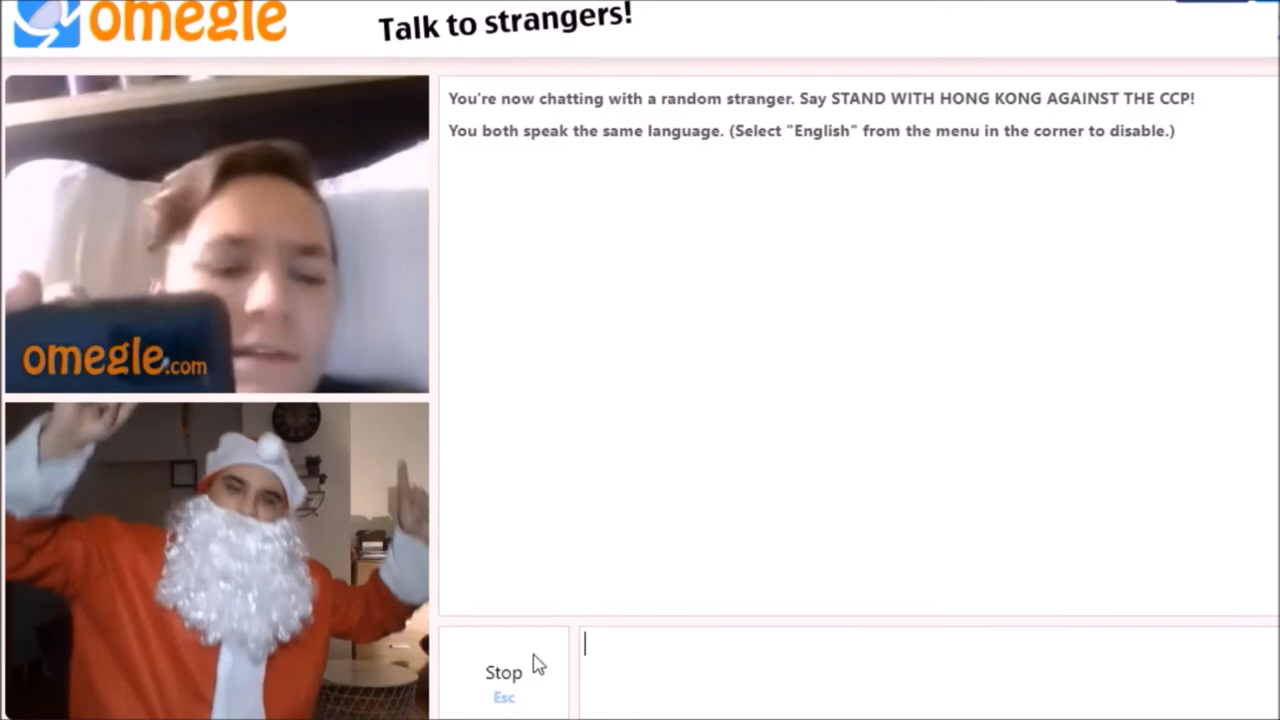 omegle
Talk to strangers!
You're now chatting with a random stranger. Say STAND WITH HONG KONG AGAINST THE CCP!
You both speak the same language. (Select "English" from the menu in the corner to disable.)
omegle.com
Stop
Esc